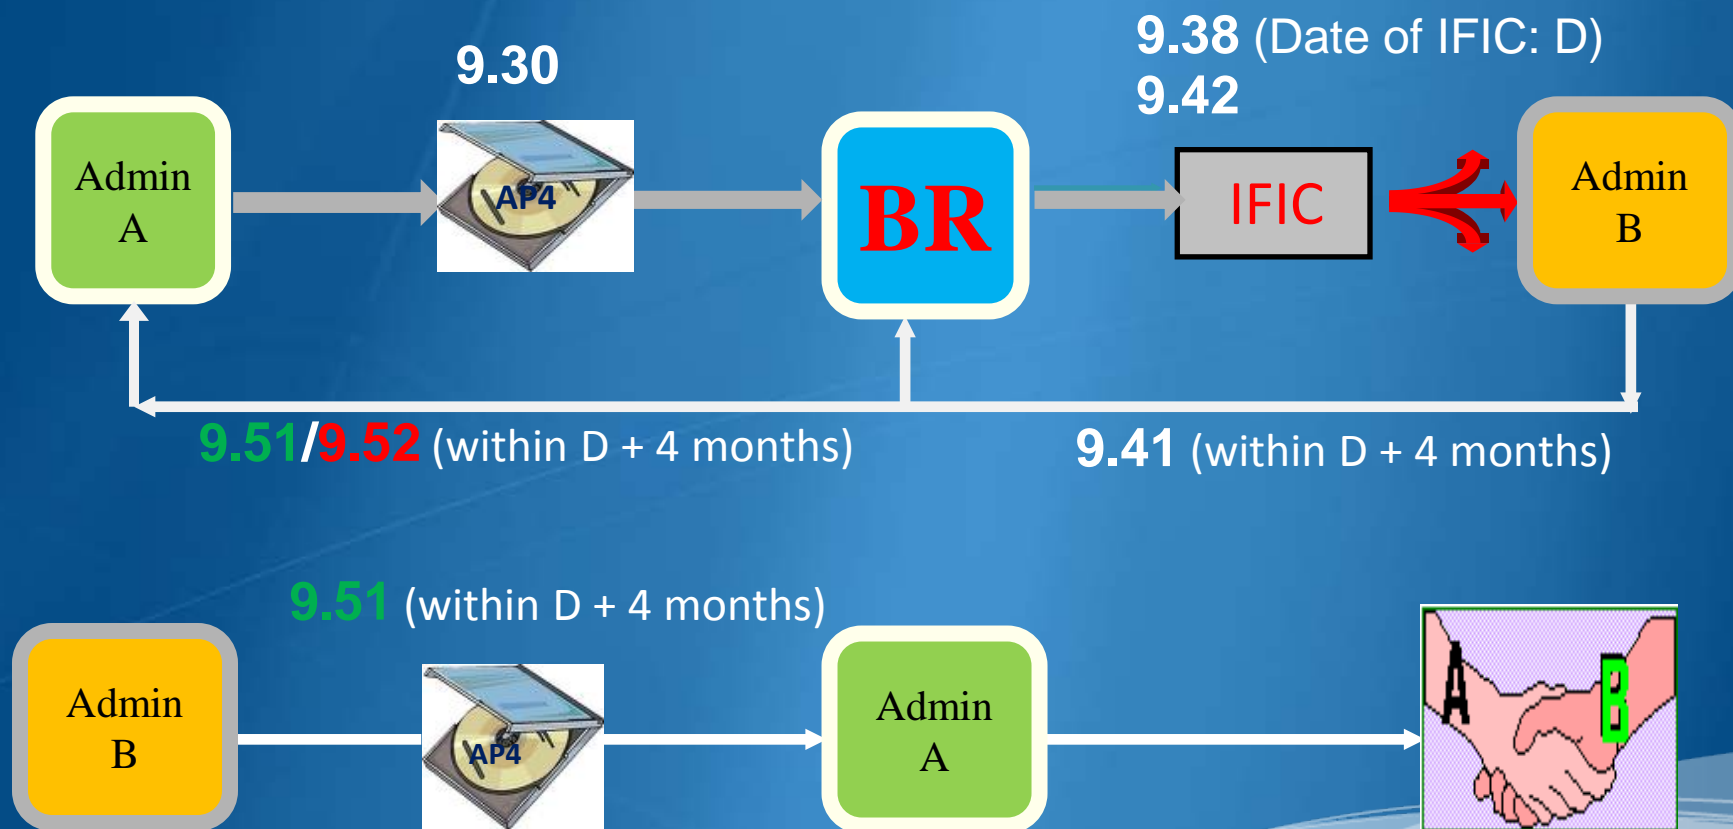 9.30
9.38 (Date of IFIC: D)
9.42
Admin
A
AP4
BR
IFIC
Admin
B
9.51/9.52 (within D + 4 months)
9.41 (within D + 4 months)
9.51 (within D + 4 months)
Admin
B
AP4
Admin
A
A
B